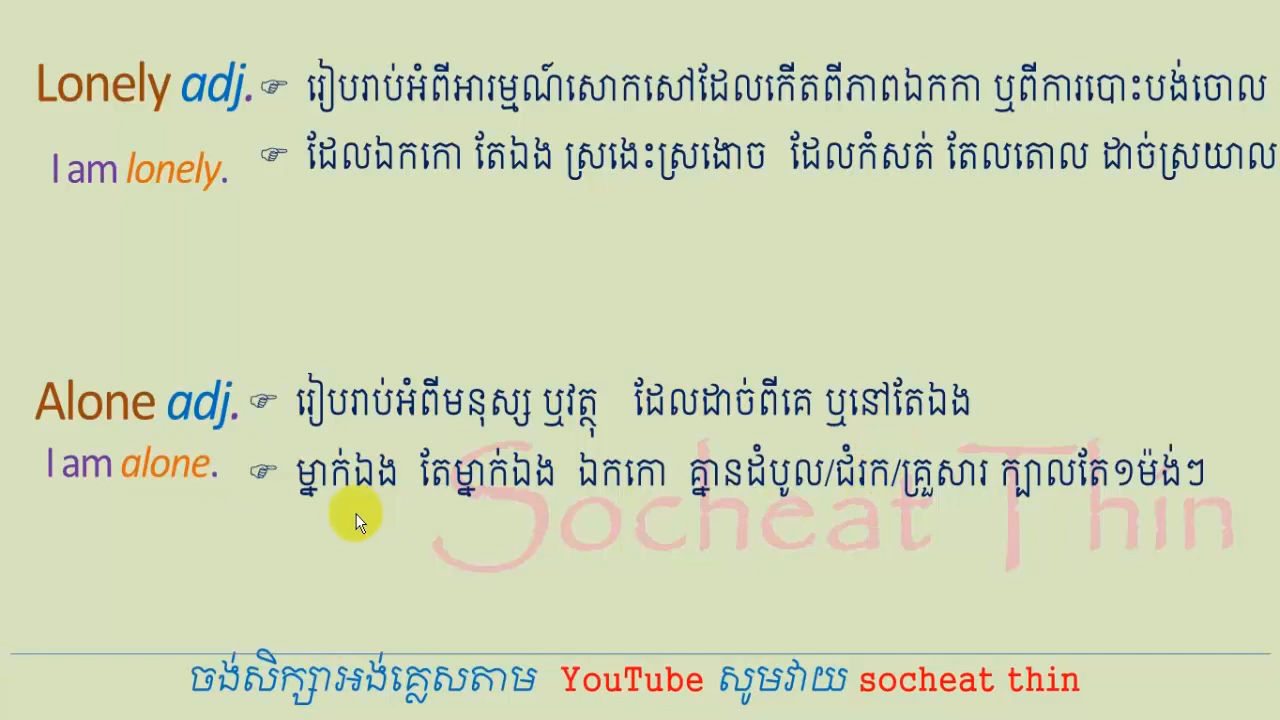 Lonely adj. ☞ រៀបរាប់អំពីអារម្មណ៍សោកសៅដែលកើតពីភាពឯកកា ឬពីការបោះបង់ចោល
I am lonely. ☞ ដែលឯកកោ តែឯង ស្រងេះស្រងោច ដែលកំសត់ តែលតោល ដាច់ស្រយាល
Alone adj. ☞ រៀបរាប់អំពីមនុស្ស ឬវត្ថុ ដែលដាច់ពីគេ ឬនៅតែឯង
I am alone. ☞ ម្នាក់ឯង តែម្នាក់ឯង ឯកកោ គ្មានដំបូល/ជំរក/គ្រួសារ ក្បាលតែ១ម៉ង់ៗ
Socheat Thin
ចង់សិក្សាអង់គ្លេសតាម YouTube សូមវាយ socheat thin